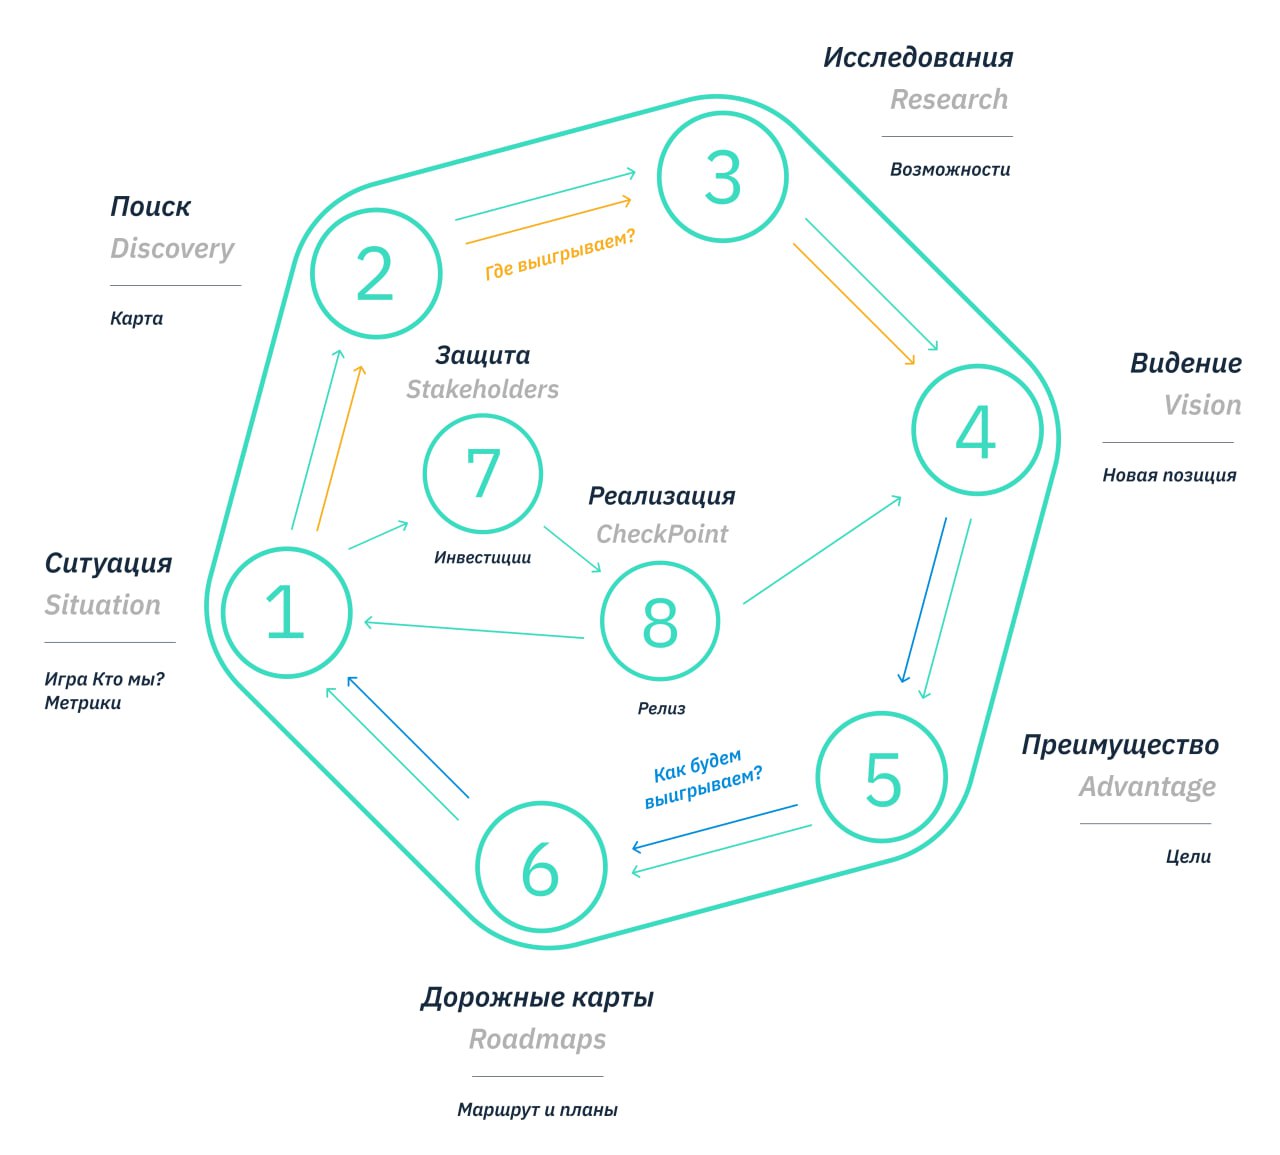 Исследования
Research
Возможности
3
Поиск
Discovery
Карта
2
Где выигрываем?
Защита
Stakeholders
7
Инвестиции
Видение
Vision
Новая позиция
4
Реализация
CheckPoint
8
Релиз
Ситуация
Situation
Игра Кто мы?
Метрики
1
Преимущество
Advantage
Цели
5
Как будем
выигрываем?
6
Дорожные карты
Roadmaps
Маршрут и планы